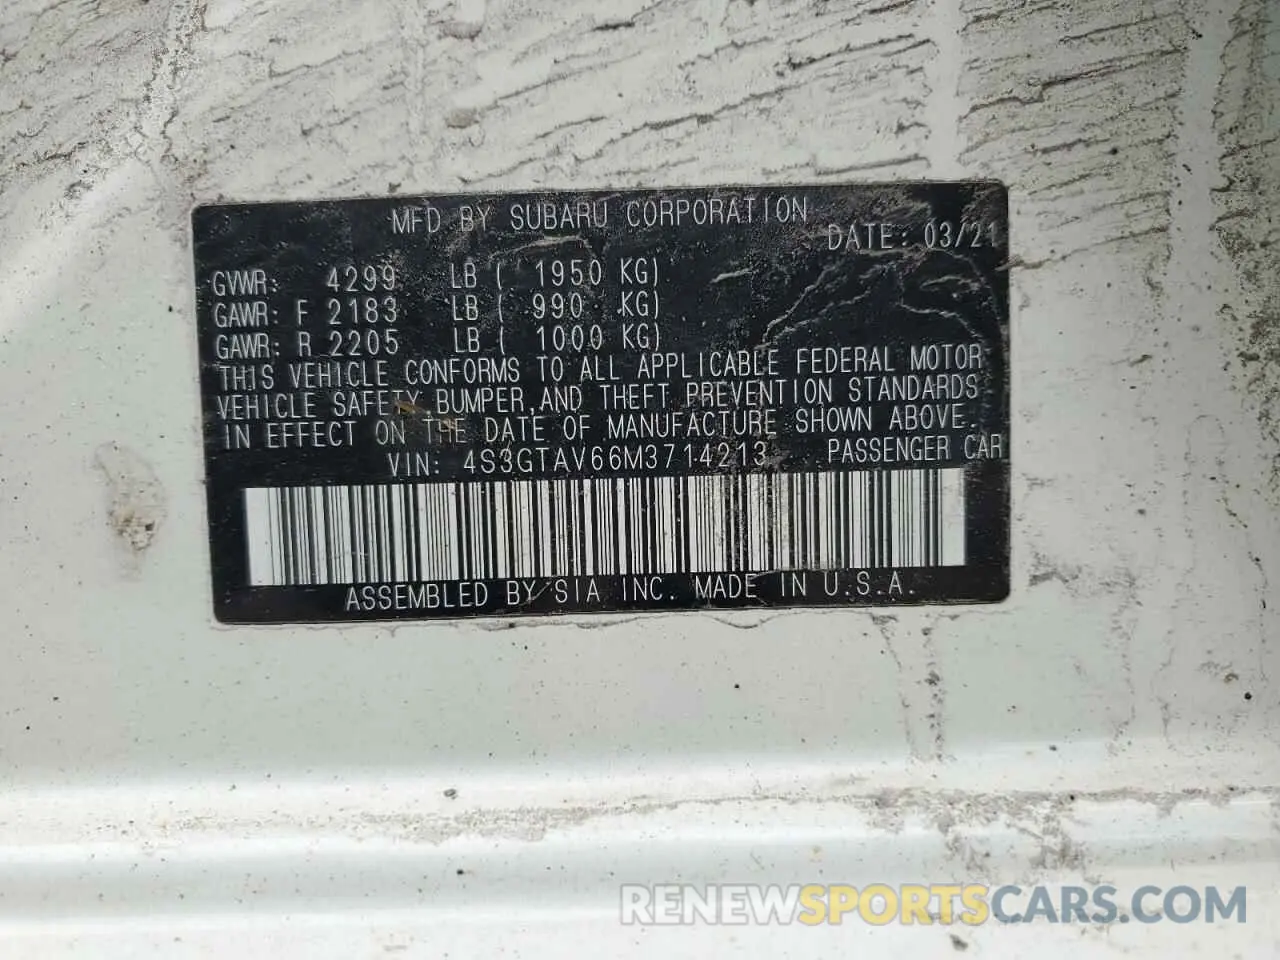 MFD BY SUBARU CORPORATION
DATE: 03/21
GVWR: 4299 LB ( 1950 KG)
GAWR: F 2183 LB ( 990 KG)
GAWR: R 2205 LB ( 1000 KG)
THIS VEHICLE CONFORMS TO ALL APPLICABLE FEDERAL MOTOR
VEHICLE SAFETY, BUMPER, AND THEFT PREVENTION STANDARDS
IN EFFECT ON THE DATE OF MANUFACTURE SHOWN ABOVE.
VIN: 4S3GTAV66M3714213 PASSENGER CAR
ASSEMBLED BY SIA INC. MADE IN U.S.A.
RENEWSPORTSCARS.COM